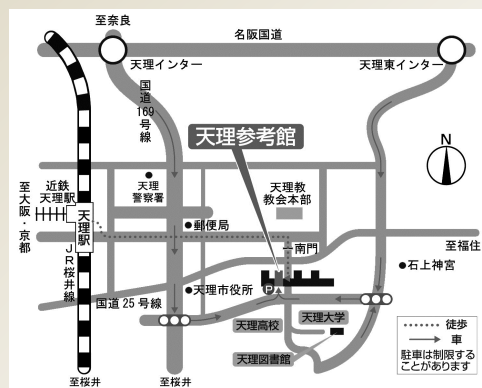 至奈良
名阪国道
天理インター
天理東インター
国道169号線
天理参考館
N
近鉄
天理駅
天理
警察署
天理教
教会本部
至大阪・京都
天理駅
郵便局
南門
至福住
石上神宮
JR桜井線
天理市役所
P
国道25号線
天理高校
天理大学
天理図書館
至桜井
至桜井
徒歩
車
駐車は制限する
ことがあります